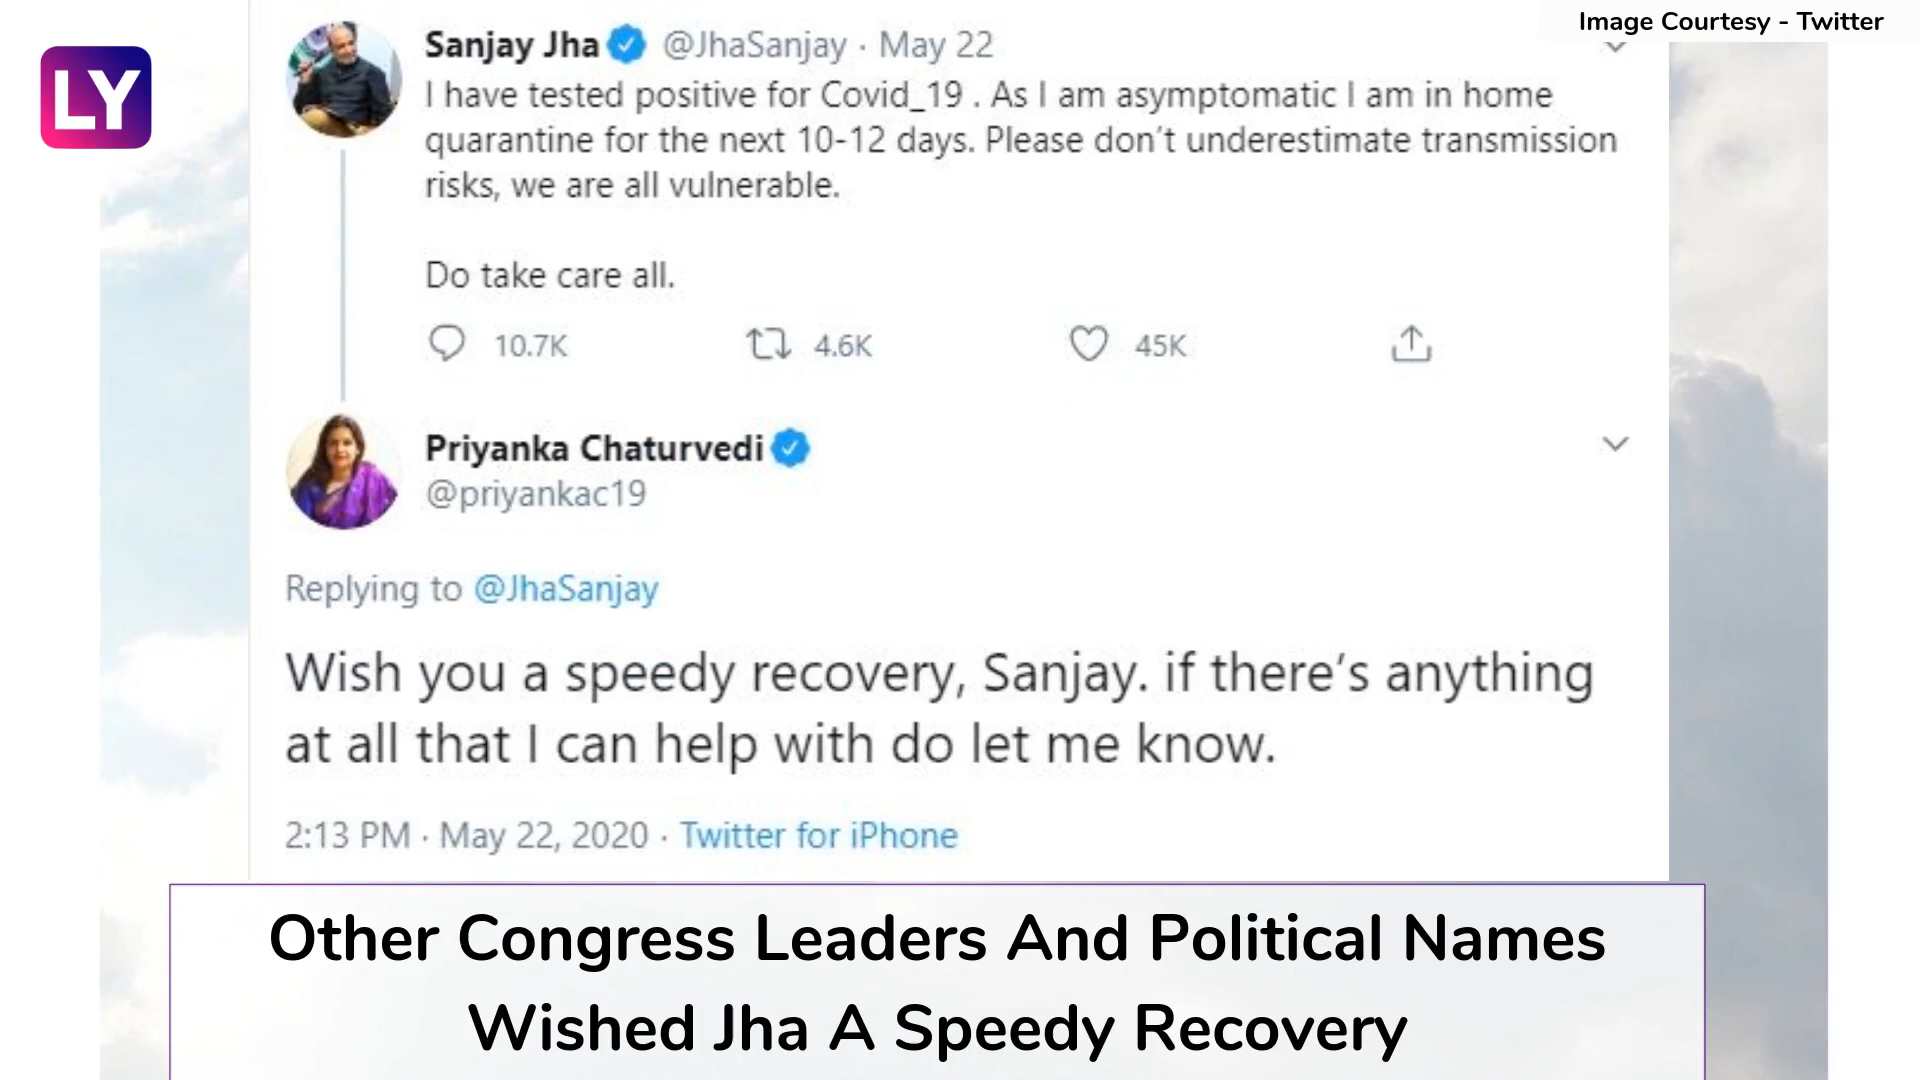 Image Courtesy - Twitter
LY
Sanjay Jha @JhaSanjay · May 22
I have tested positive for Covid_19 . As I am asymptomatic I am in home
quarantine for the next 10-12 days. Please don’t underestimate transmission
risks, we are all vulnerable.
Do take care all.
10.7K 4.6K 45K
Priyanka Chaturvedi
@priyankac19
Replying to @JhaSanjay
Wish you a speedy recovery, Sanjay. if there’s anything
at all that I can help with do let me know.
2:13 PM · May 22, 2020 · Twitter for iPhone
Other Congress Leaders And Political Names
Wished Jha A Speedy Recovery